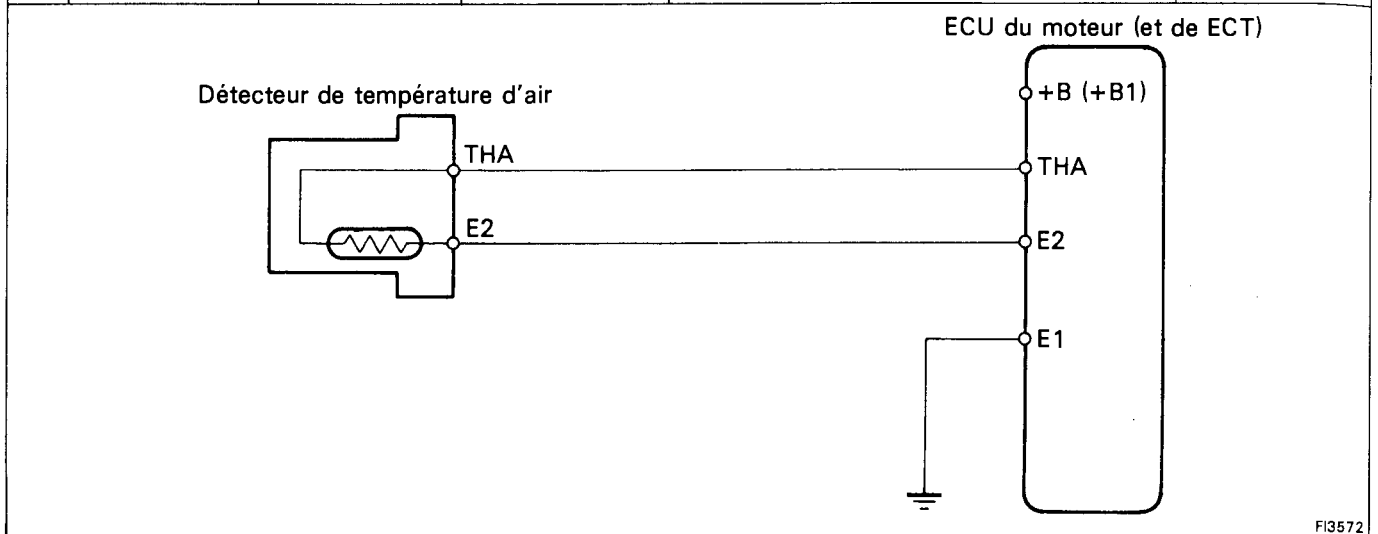 ECU du moteur (et de ECT)
Détecteur de température d'air
+B (+B1)
THA
THA
E2
E2
E1
FI3572